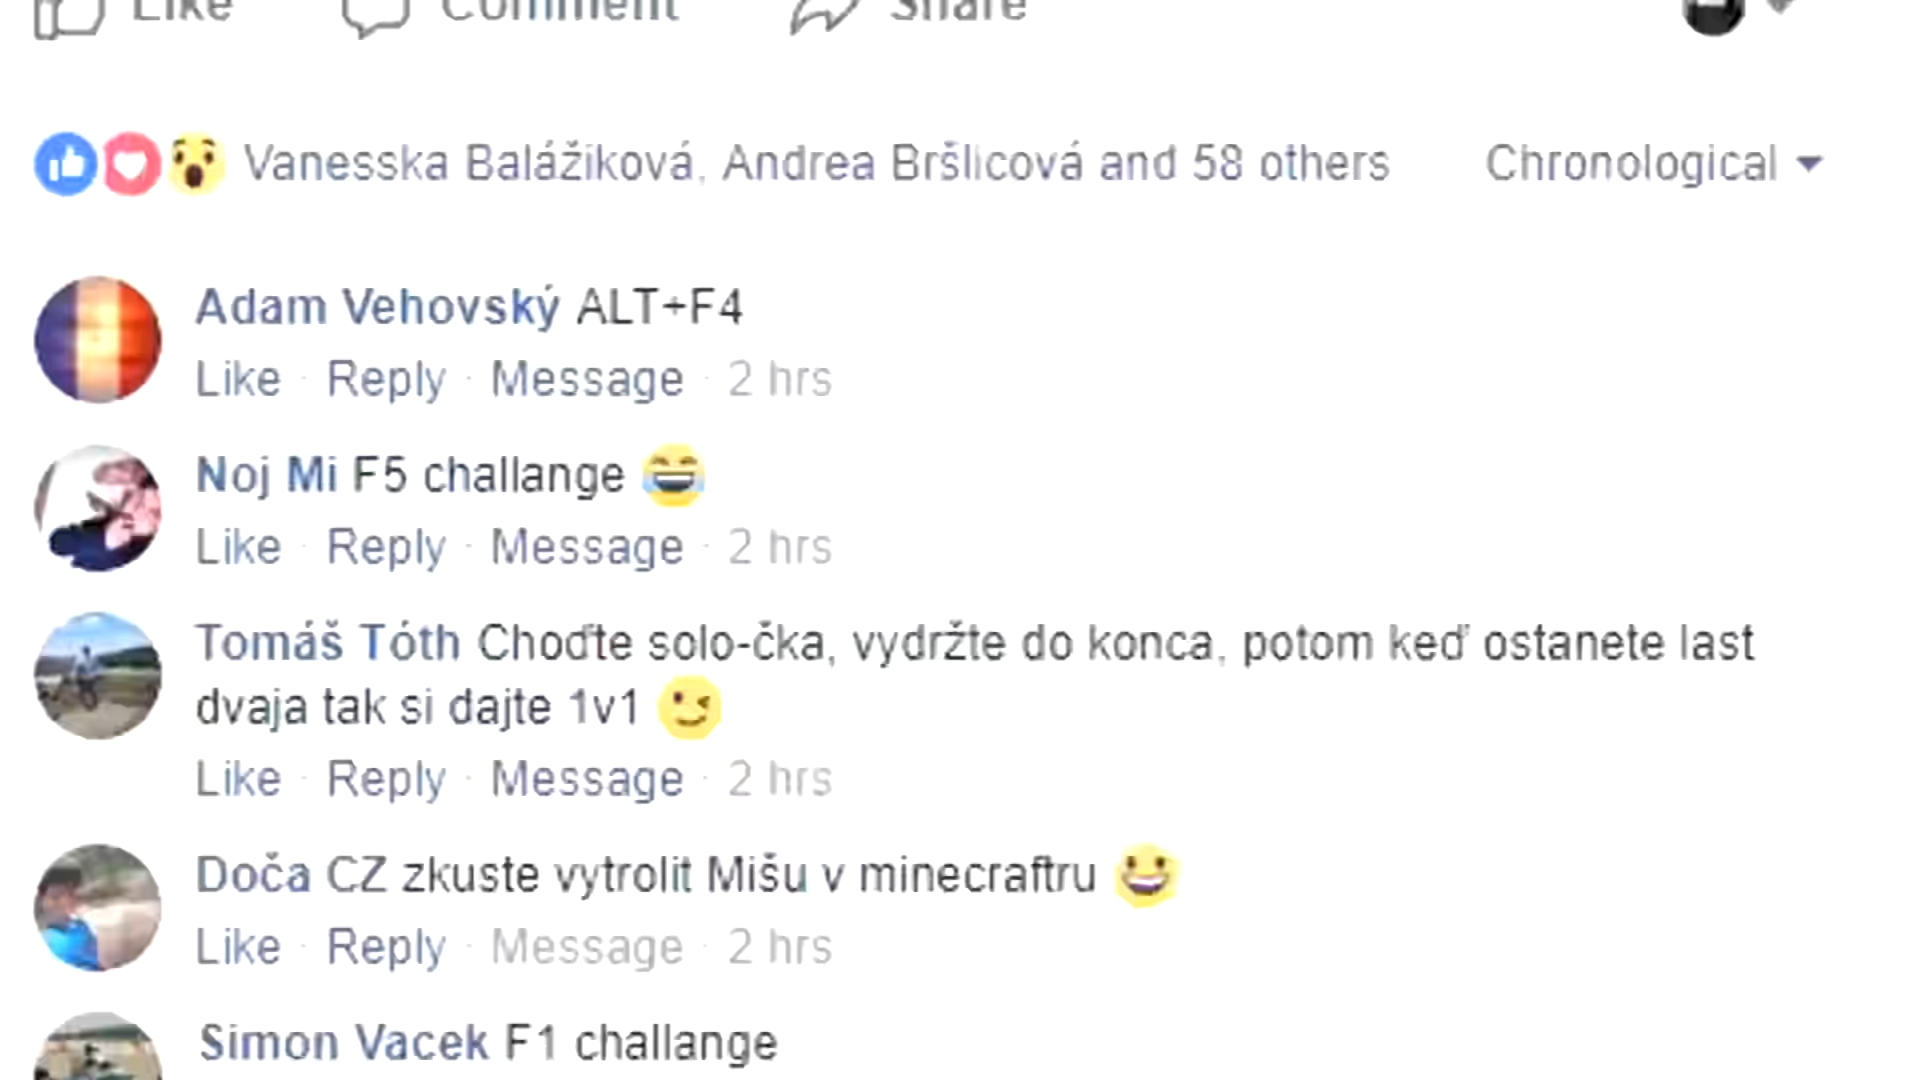 Like Comment Share
Vanesska Balážiková, Andrea Bršlicová and 58 others Chronological
Adam Vehovský ALT+F4
Like · Reply · Message · 2 hrs
Noj Mi F5 challange
Like · Reply · Message · 2 hrs
Tomáš Tóth Choďte solo-čka, vydržte do konca, potom keď ostanete last
dvaja tak si dajte 1v1
Like · Reply · Message · 2 hrs
Doča CZ zkuste vytrolit Mišu v minecraftru
Like · Reply · Message · 2 hrs
Simon Vacek F1 challange